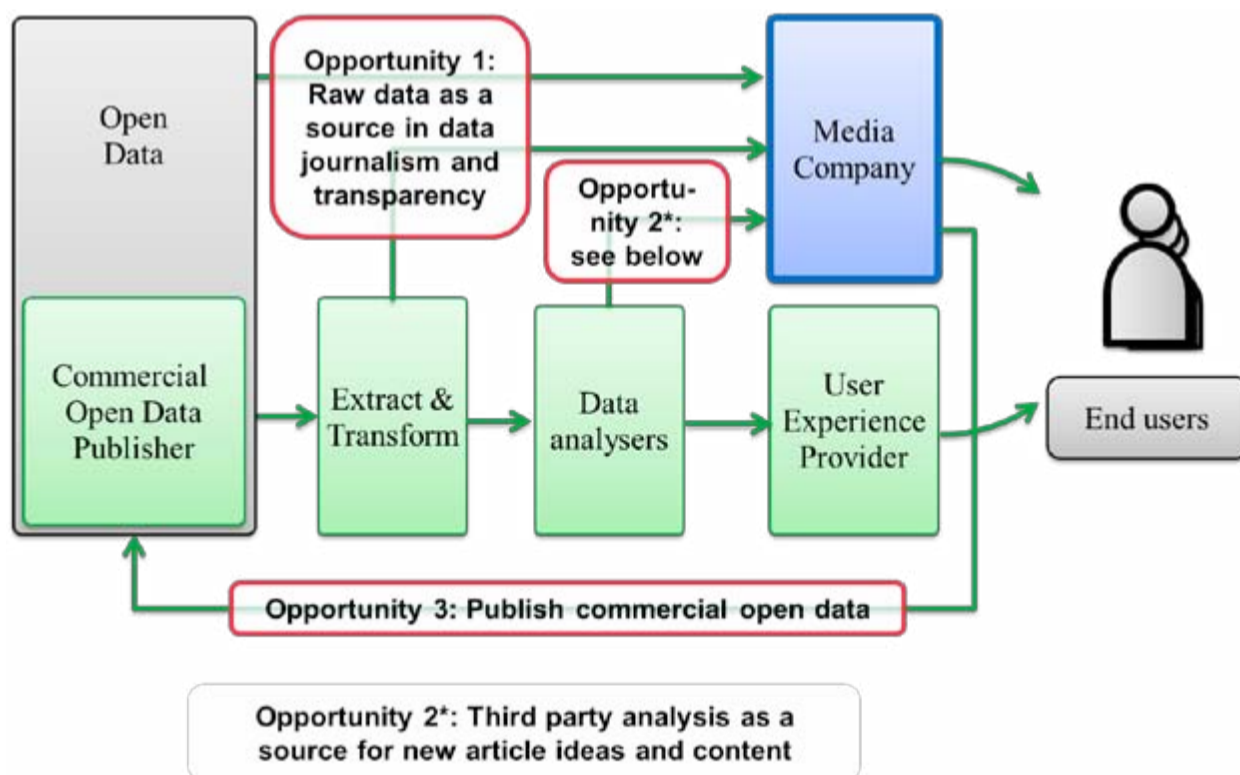 Opportunity 1:
Raw data as a
source in data
journalism and
transparency
Open
Data
Media
Company
Opportu-
nity 2*:
see below
Commercial
Open Data
Publisher
Extract &
Transform
Data
analysers
User
Experience
Provider
End users
Opportunity 3: Publish commercial open data
Opportunity 2*: Third party analysis as a
source for new article ideas and content